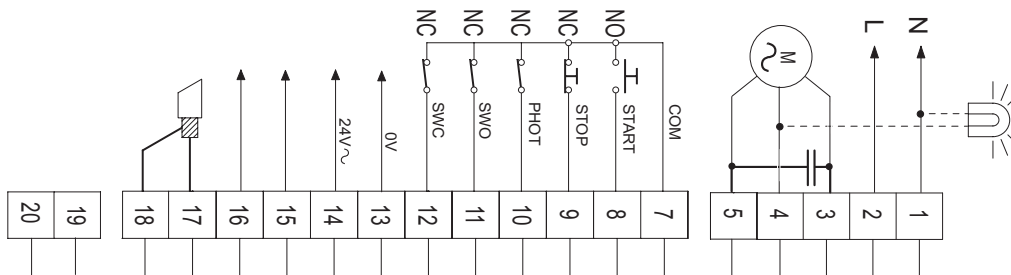 NC
NC
NC
NC
NO
L
N
M
SWC
SWO
PHOT
STOP
START
COM
24V~
0V
20
19
18
17
16
15
14
13
12
11
10
9
8
7
5
4
3
2
1